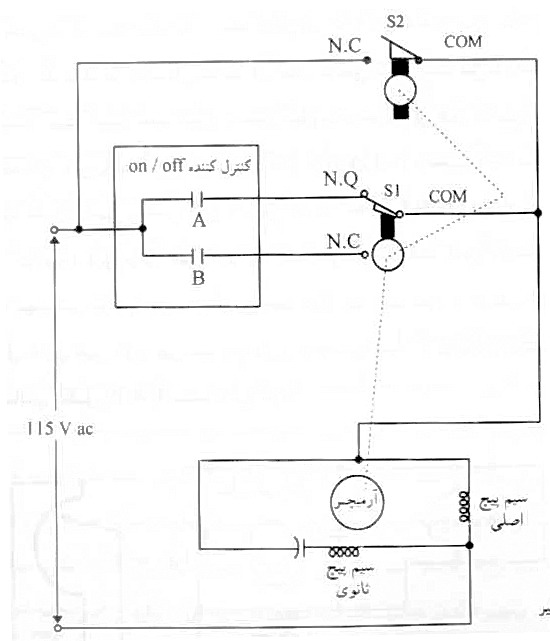 S2
N.C
COM
کنترل کننده on / off
N.Q
S1
COM
A
N.C
B
115 V ac
آرمیچر
سیم پیچ
اصلی
سیم پیچ
ثانوی